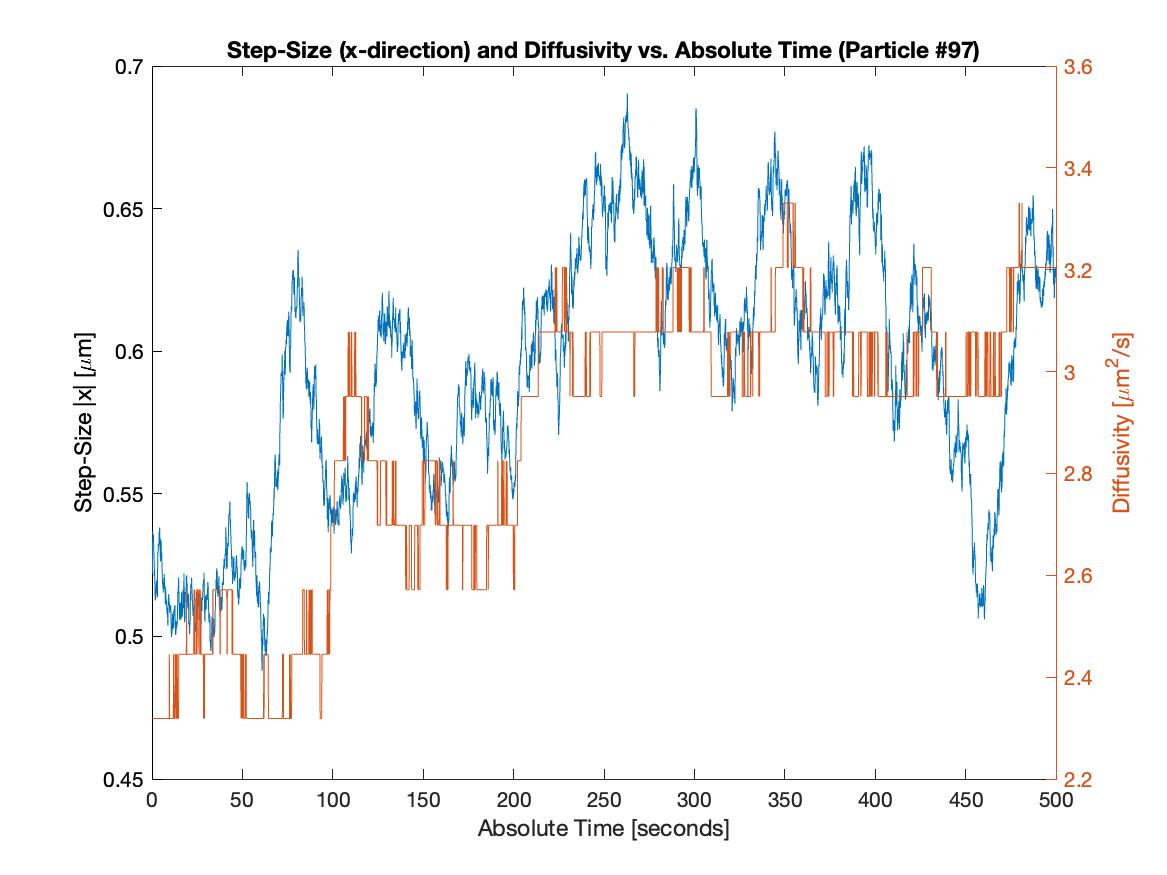 Step-Size (x-direction) and Diffusivity vs. Absolute Time (Particle #97)
0.7
0.65
0.6
0.55
0.5
0.45
Step-Size |x| [μm]
3.6
3.4
3.2
3
2.8
2.6
2.4
2.2
Diffusivity [μm²/s]
0 50 100 150 200 250 300 350 400 450 500
Absolute Time [seconds]